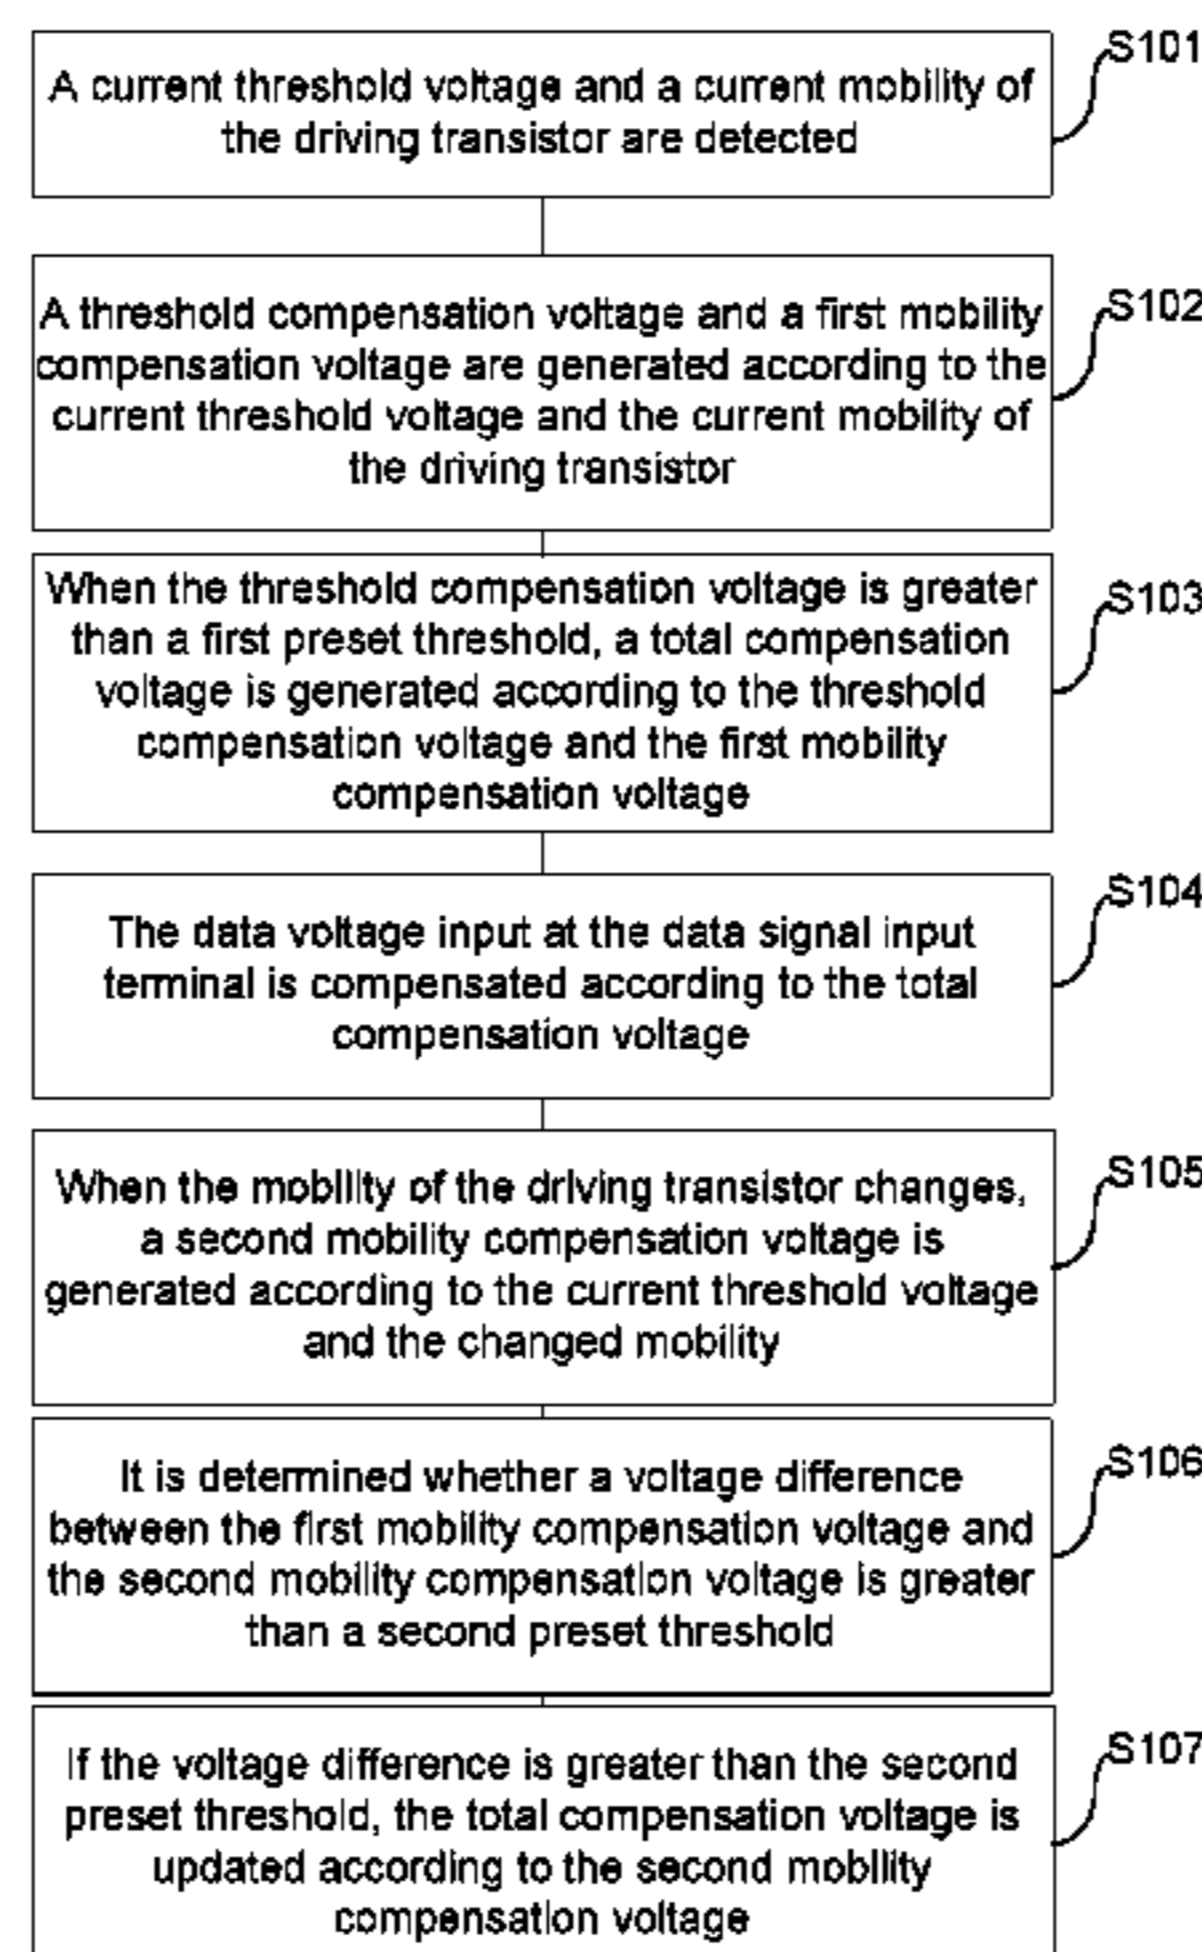 S101
A current threshold voltage and a current mobility of
the driving transistor are detected
S102
A threshold compensation voltage and a first mobility
compensation voltage are generated according to the
current threshold voltage and the current mobility of
the driving transistor
S103
When the threshold compensation voltage is greater
than a first preset threshold, a total compensation
voltage is generated according to the threshold
compensation voltage and the first mobility
compensation voltage
S104
The data voltage input at the data signal input
terminal is compensated according to the total
compensation voltage
S105
When the mobility of the driving transistor changes,
a second mobility compensation voltage is
generated according to the current threshold voltage
and the changed mobility
S106
It is determined whether a voltage difference
between the first mobility compensation voltage and
the second mobility compensation voltage is greater
than a second preset threshold
S107
If the voltage difference is greater than the second
preset threshold, the total compensation voltage is
updated according to the second mobility
compensation voltage